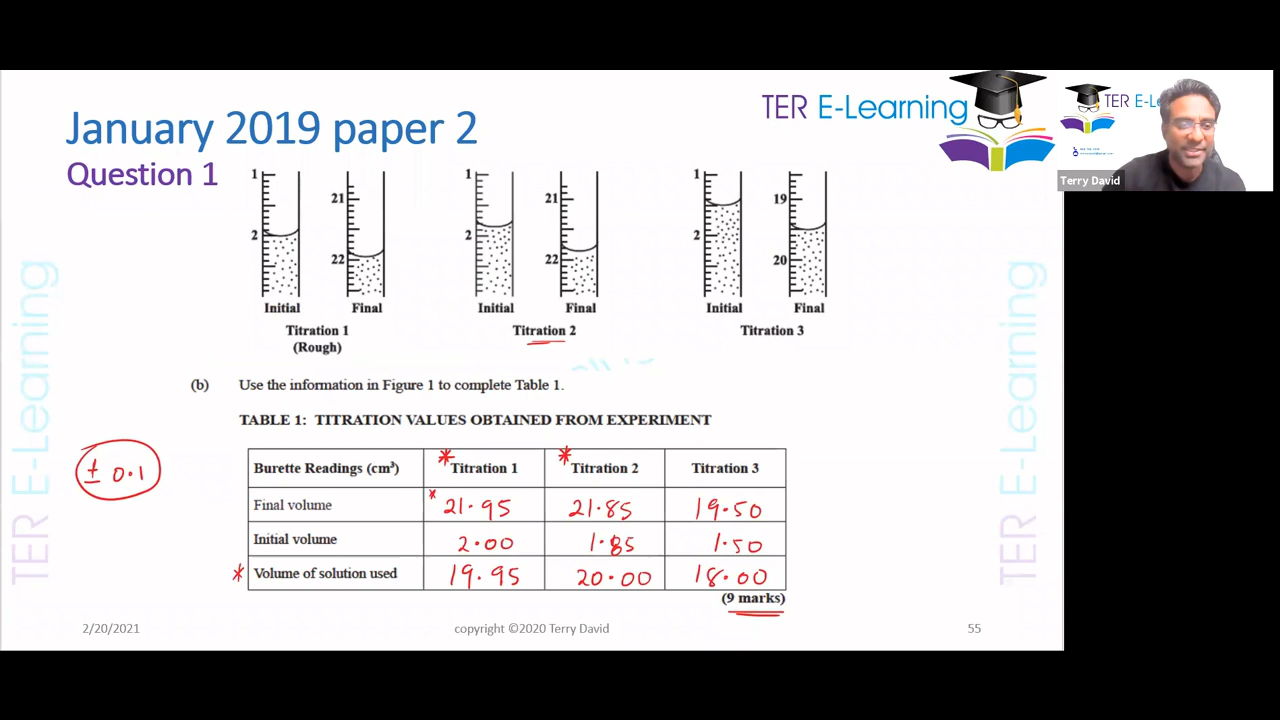 January 2019 paper 2
Question 1
TER E-Learning
TER E-Le
Terry David
1 21 1 21 1 19
2 22 2 22 2 20
Initial Final Initial Final Initial Final
Titration 1 Titration 2 Titration 3
(Rough)
(b) Use the information in Figure 1 to complete Table 1.
TABLE 1: TITRATION VALUES OBTAINED FROM EXPERIMENT
± 0.1
Burette Readings (cm³) * Titration 1 * Titration 2 Titration 3
Final volume * 21.95 21.85 19.50
Initial volume 2.00 1.85 1.50
* Volume of solution used 19.95 20.00 18.00
(9 marks)
TER E-Learning
TER E-Learning
2/20/2021 copyright ©2020 Terry David 55